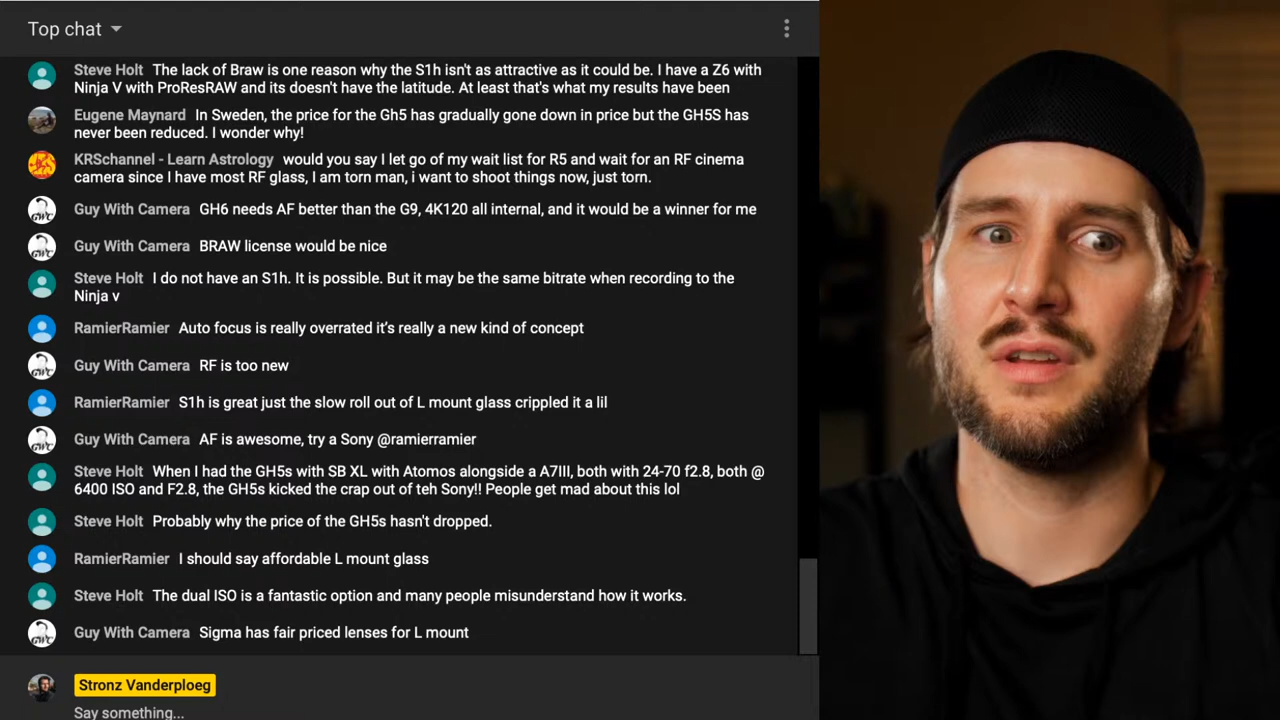 Top chat
Steve Holt The lack of Braw is one reason why the S1h isn't as attractive as it could be. I have a Z6 with
Ninja V with ProResRAW and its doesn't have the latitude. At least that's what my results have been
Eugene Maynard In Sweden, the price for the Gh5 has gradually gone down in price but the GH5S has
never been reduced. I wonder why!
KRSchannel - Learn Astrology would you say I let go of my wait list for R5 and wait for an RF cinema
camera since I have most RF glass, I am torn man, i want to shoot things now, just torn.
Guy With Camera GH6 needs AF better than the G9, 4K120 all internal, and it would be a winner for me
GWC
Guy With Camera BRAW license would be nice
GWC
Steve Holt I do not have an S1h. It is possible. But it may be the same bitrate when recording to the
Ninja v
RamierRamier Auto focus is really overrated it's really a new kind of concept
Guy With Camera RF is too new
GWC
RamierRamier S1h is great just the slow roll out of L mount glass crippled it a lil
Guy With Camera AF is awesome, try a Sony @ramierramier
GWC
Steve Holt When I had the GH5s with SB XL with Atomos alongside a A7III, both with 24-70 f2.8, both @
6400 ISO and F2.8, the GH5s kicked the crap out of teh Sony!! People get mad about this lol
Steve Holt Probably why the price of the GH5s hasn't dropped.
RamierRamier I should say affordable L mount glass
Steve Holt The dual ISO is a fantastic option and many people misunderstand how it works.
Guy With Camera Sigma has fair priced lenses for L mount
GWC
Stronz Vanderploeg
Say something...